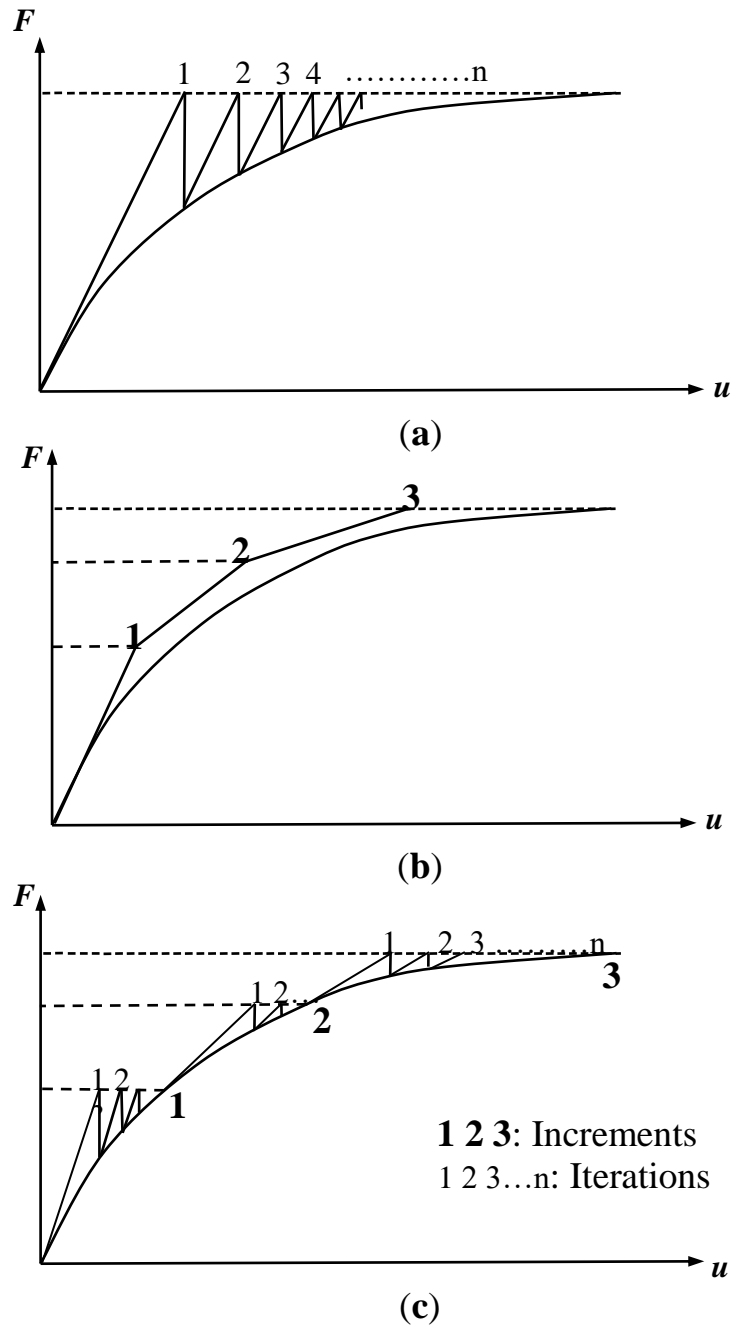 F
1 2 3 4 …………n
u
(a)
F
3
2
1
u
(b)
F
1 2 3 ………n
3
1 2…
2
1 2
1
1 2 3: Increments
1 2 3…n: Iterations
u
(c)